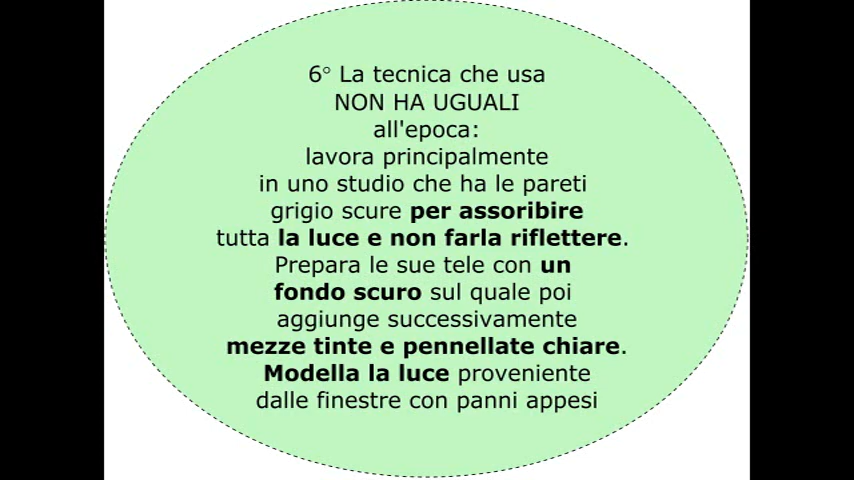 6° La tecnica che usa
NON HA UGUALI
all'epoca:
lavora principalmente
in uno studio che ha le pareti
grigio scure per assoribire
tutta la luce e non farla riflettere.
Prepara le sue tele con un
fondo scuro sul quale poi
aggiunge successivamente
mezze tinte e pennellate chiare.
Modella la luce proveniente
dalle finestre con panni appesi